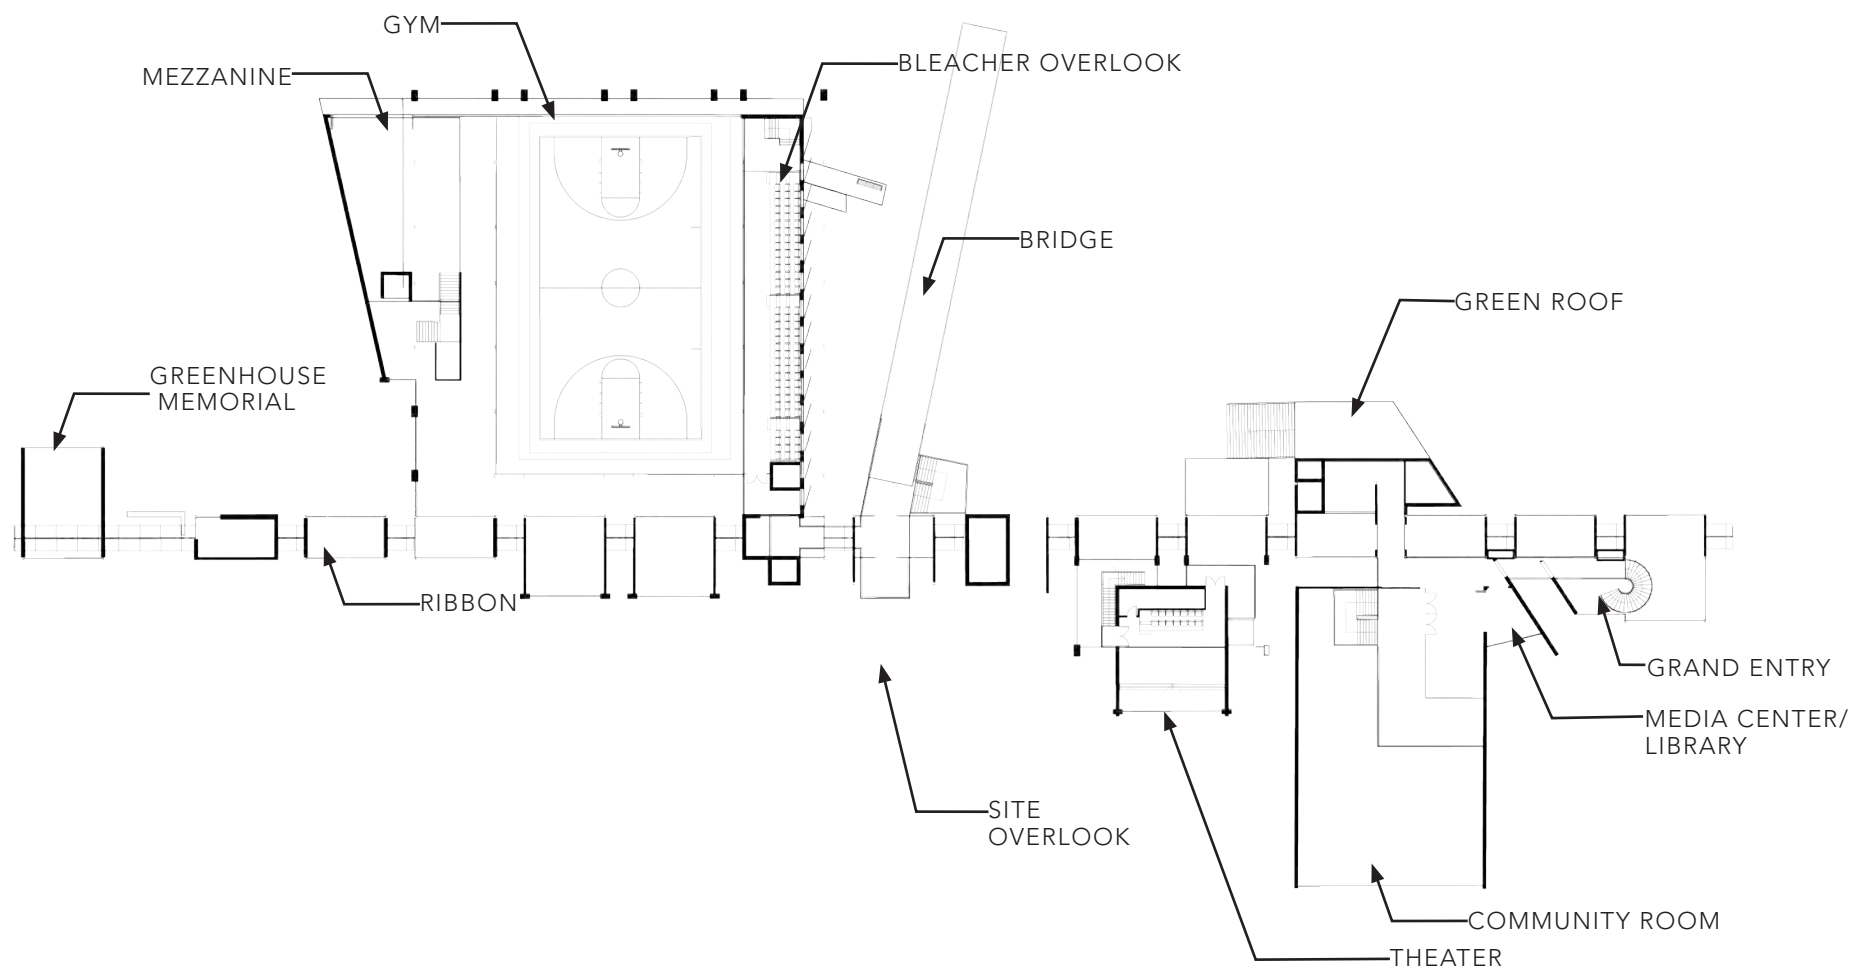 GYM
MEZZANINE
BLEACHER OVERLOOK
BRIDGE
GREEN ROOF
GREENHOUSE
MEMORIAL
RIBBON
GRAND ENTRY
MEDIA CENTER/
LIBRARY
SITE
OVERLOOK
COMMUNITY ROOM
THEATER